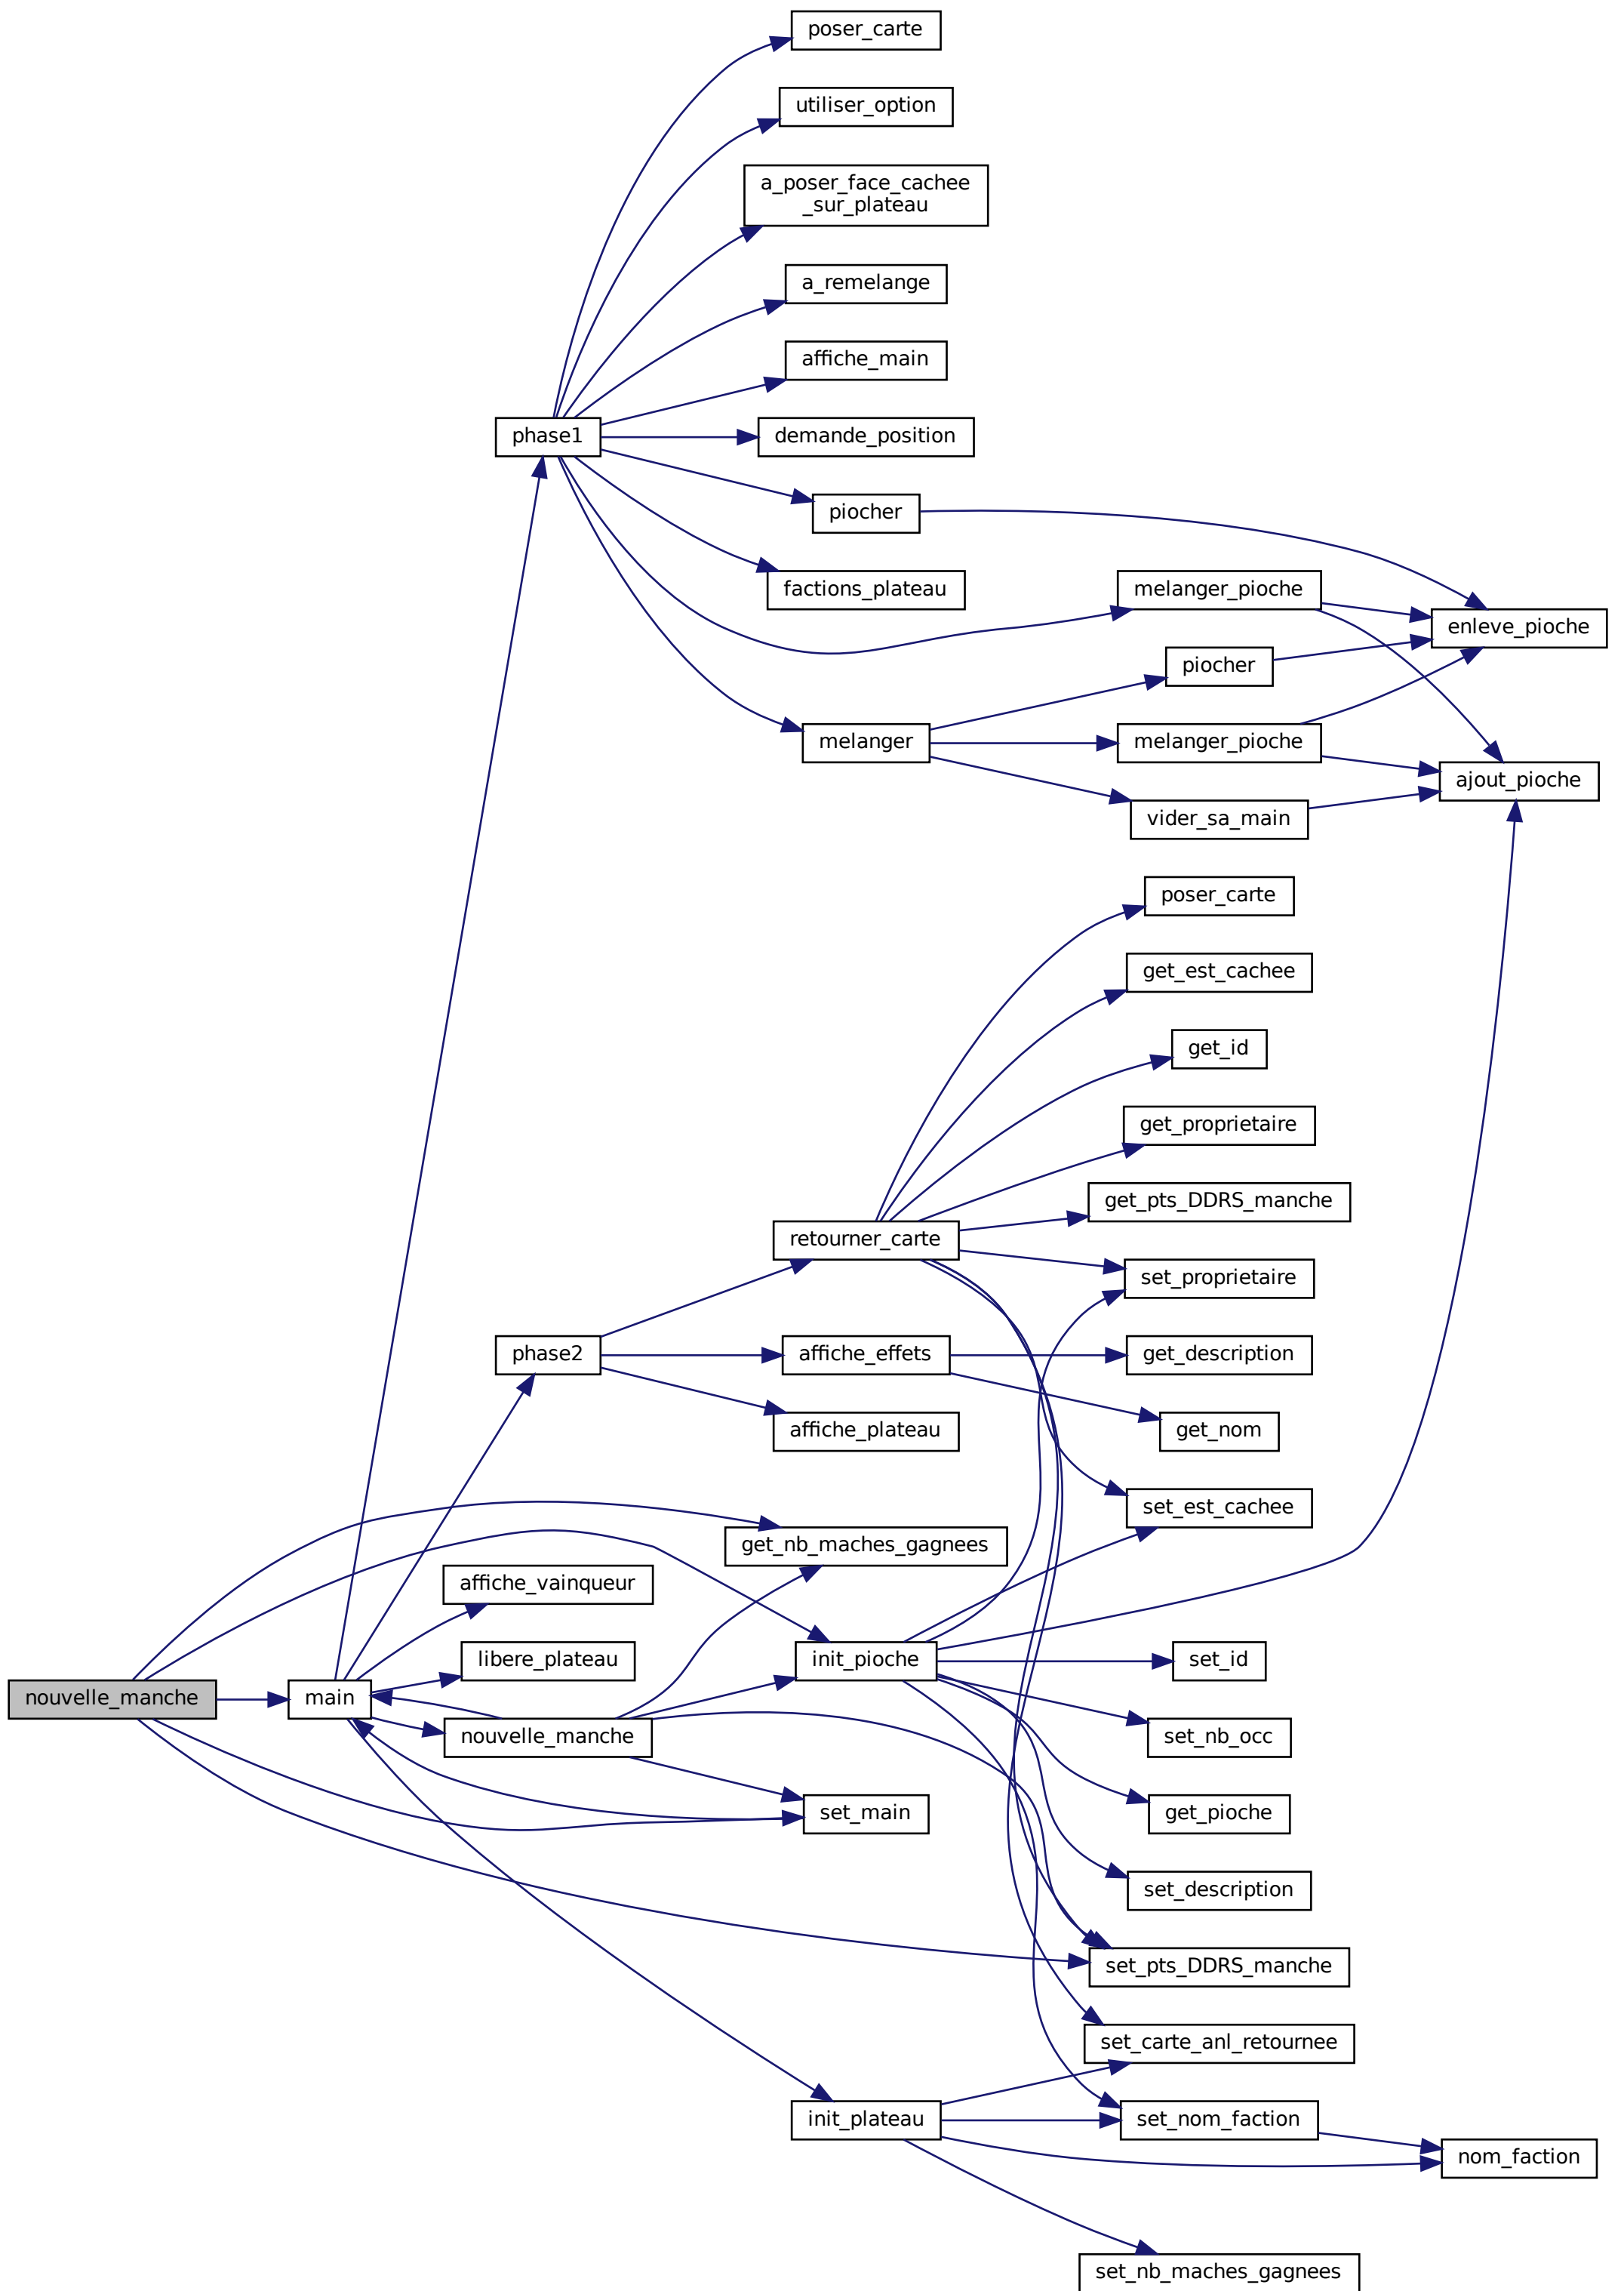 poser_carte
utiliser_option
a_poser_face_cachee
_sur_plateau
a_remelange
affiche_main
phase1
demande_position
piocher
factions_plateau
melanger_pioche
enleve_pioche
piocher
melanger
melanger_pioche
ajout_pioche
vider_sa_main
poser_carte
get_est_cachee
get_id
get_proprietaire
get_pts_DDRS_manche
retourner_carte
set_proprietaire
phase2
affiche_effets
get_description
affiche_plateau
get_nom
set_est_cachee
get_nb_maches_gagnees
affiche_vainqueur
libere_plateau
init_pioche
set_id
nouvelle_manche
main
nouvelle_manche
set_nb_occ
set_main
get_pioche
set_description
set_pts_DDRS_manche
set_carte_anl_retournee
init_plateau
set_nom_faction
nom_faction
set_nb_maches_gagnees